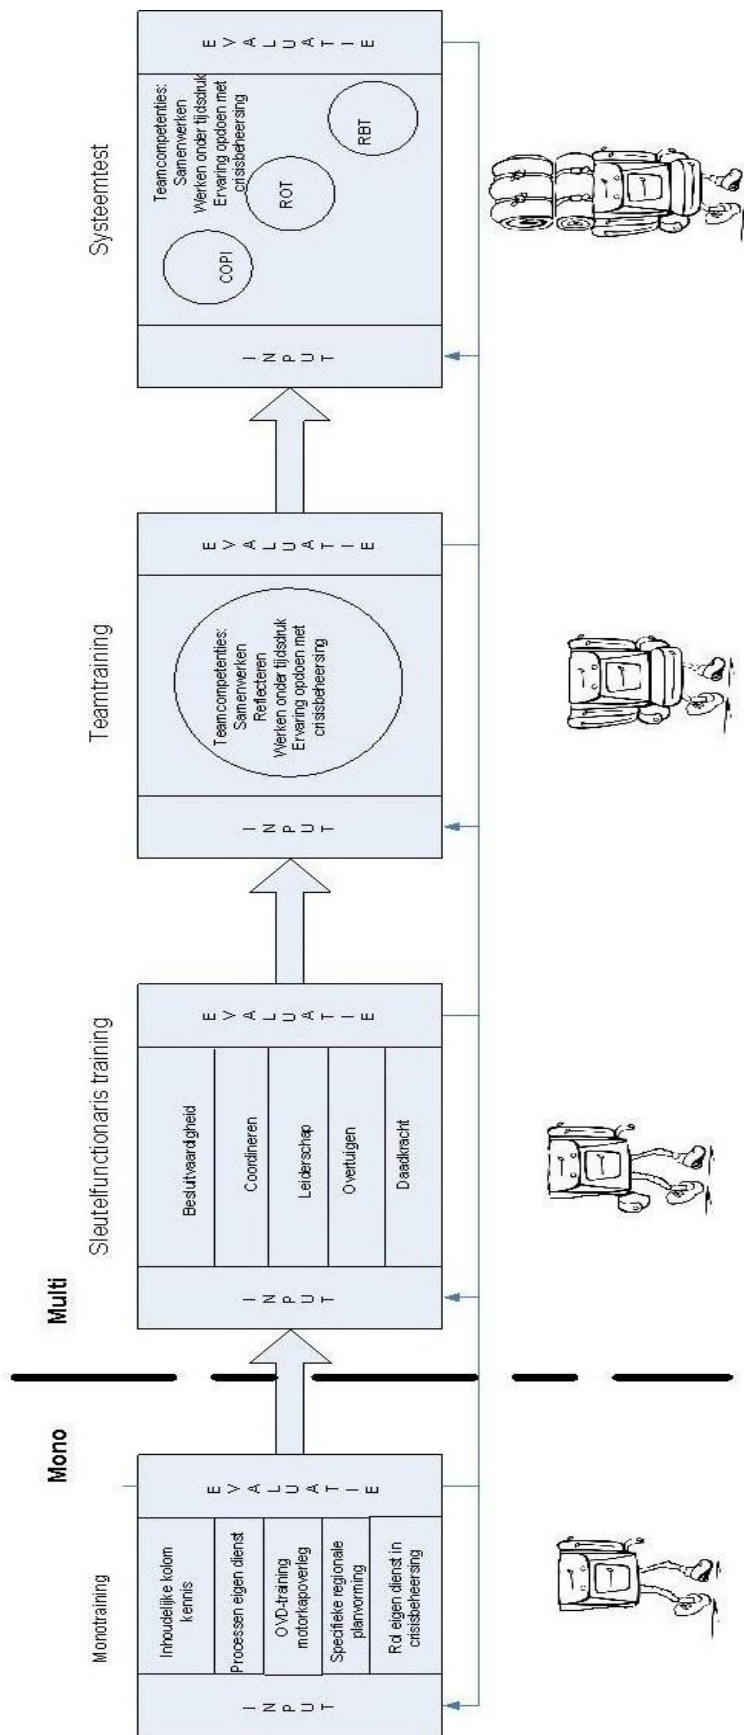 Mono
Multi
Monotraining
INPUT
Inhoudelijke kolom
kennis
Processen eigen dienst
OVD-training
motorkapoverleg
Specifieke regionale
planvorming
Rol eigen dienst in
crisisbeheersing
EVALUATIE
Sleutelfunctionaris training
INPUT
Besluitvaardigheid
Coordineren
Leiderschap
Overtuigen
Daadkracht
EVALUATIE
Teamtraining
INPUT
Teamcompetenties:
Samenwerken
Reflecteren
Werken onder tijdsdruk
Ervaring opdoen met
crisisbeheersing
EVALUATIE
Systeemtest
INPUT
Teamcompetenties:
Samenwerken
Werken onder tijdsdruk
Ervaring opdoen met
crisisbeheersing
COPI
ROT
RBT
EVALUATIE